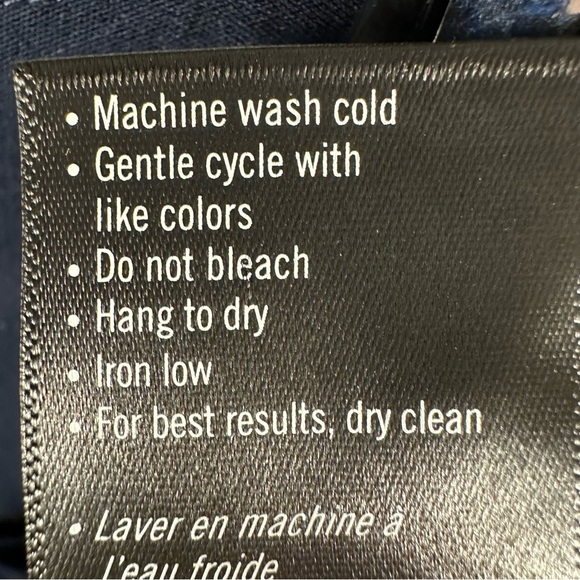 • Machine wash cold
• Gentle cycle with
like colors
• Do not bleach
• Hang to dry
• Iron low
• For best results, dry clean
• Laver en machine à
l'eau froide